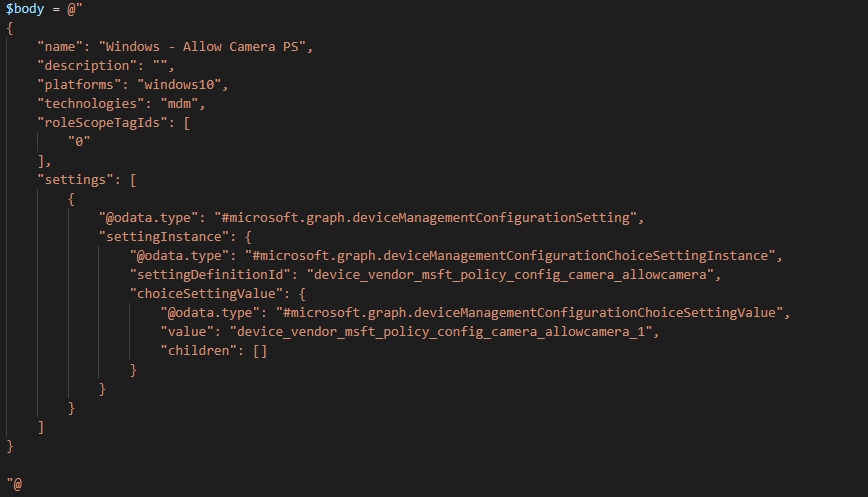 $body = @"
{
    "name": "Windows - Allow Camera PS",
    "description": "",
    "platforms": "windows10",
    "technologies": "mdm",
    "roleScopeTagIds": [
        "0"
    ],
    "settings": [
        {
            "@odata.type": "#microsoft.graph.deviceManagementConfigurationSetting",
            "settingInstance": {
                "@odata.type": "#microsoft.graph.deviceManagementConfigurationChoiceSettingInstance",
                "settingDefinitionId": "device_vendor_msft_policy_config_camera_allowcamera",
                "choiceSettingValue": {
                    "@odata.type": "#microsoft.graph.deviceManagementConfigurationChoiceSettingValue",
                    "value": "device_vendor_msft_policy_config_camera_allowcamera_1",
                    "children": []
                }
            }
        }
    ]
}

"@